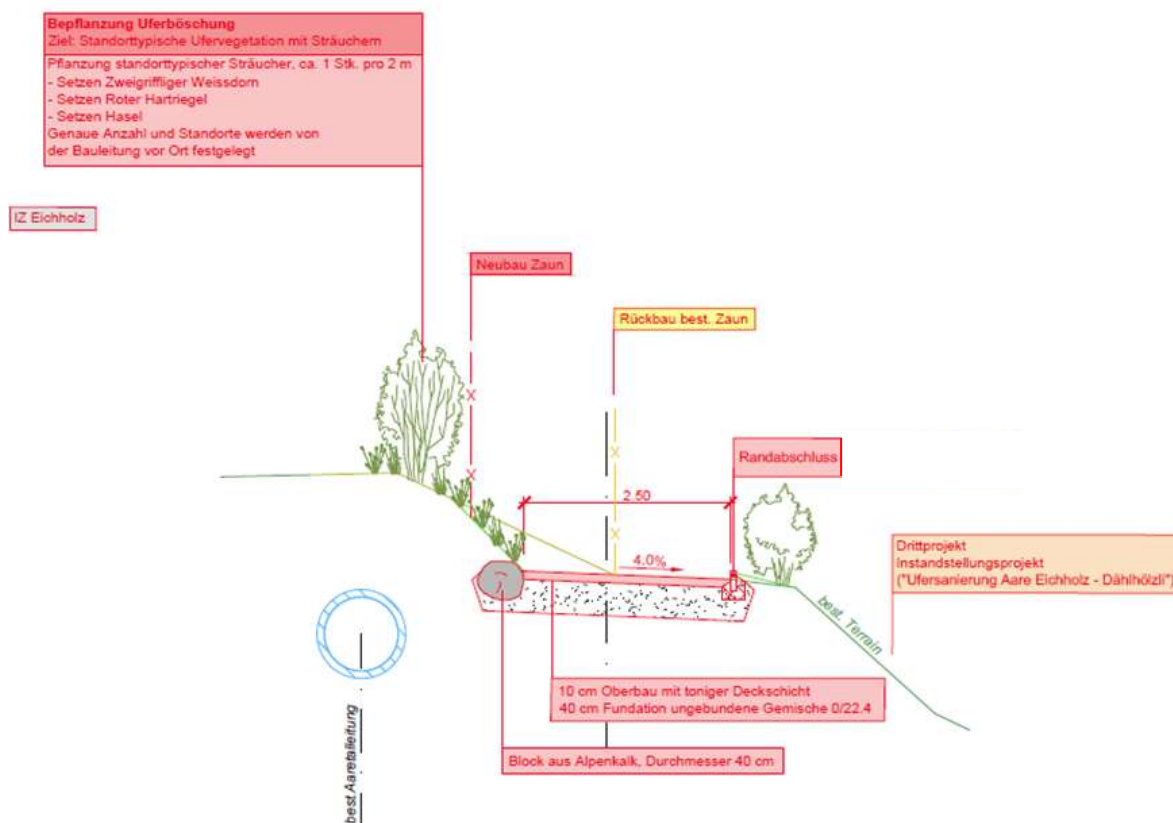 Bepflanzung Uferböschung
Ziel: Standorttypische Ufervegetation mit Sträuchern
Pflanzung standorttypischer Sträucher, ca. 1 Stk. pro 2 m
- Setzen Zweigriffliger Weissdorn
- Setzen Roter Hartriegel
- Setzen Hasel
Genaue Anzahl und Standorte werden von
der Bauleitung vor Ort festgelegt
IZ Eichholz
Neubau Zaun
Rückbau best. Zaun
X
X
X
X
Randabschluss
2.50
4.0%
Drittprojekt
Instandstellungsprojekt
("Ufersanierung Aare Eichholz - Dählhölzli")
best. Terrain
10 cm Oberbau mit toniger Deckschicht
40 cm Fundation ungebundene Gemische 0/22.4
Block aus Alpenkalk, Durchmesser 40 cm
best Aaretalleitung